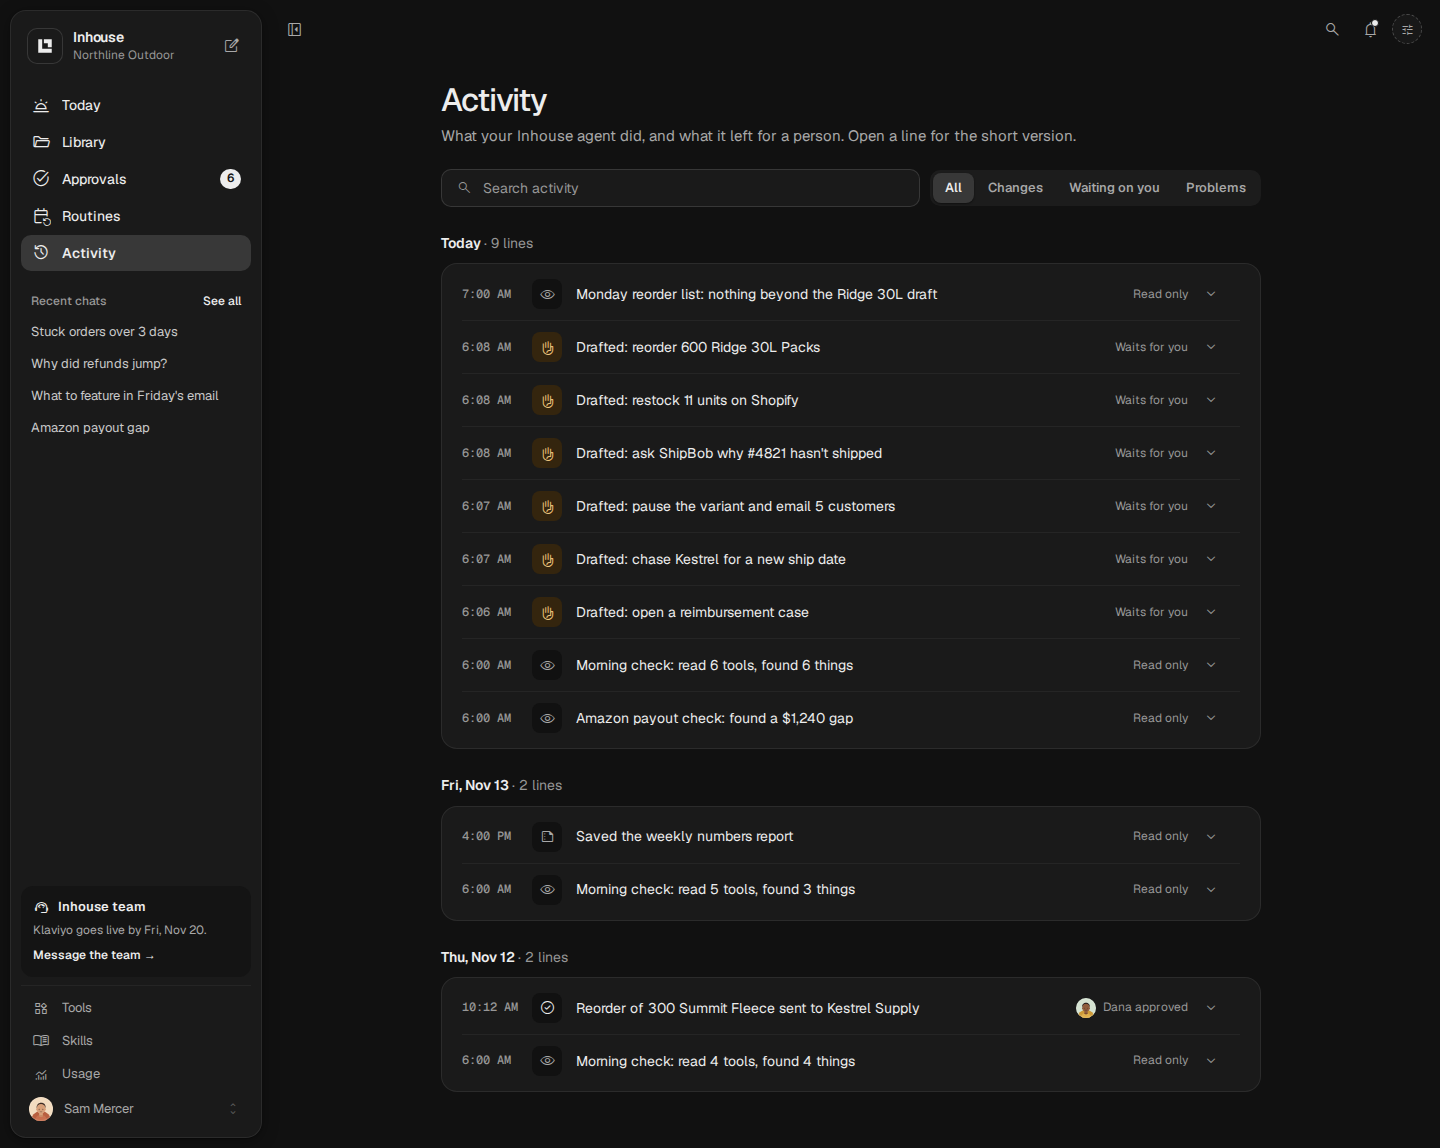 Inhouse
Northline Outdoor
Today
Library
Approvals 6
Routines
Activity
Recent chats See all
Stuck orders over 3 days
Why did refunds jump?
What to feature in Friday's email
Amazon payout gap
Inhouse team
Klaviyo goes live by Fri, Nov 20.
Message the team →
Tools
Skills
Usage
Sam Mercer
Activity
What your Inhouse agent did, and what it left for a person. Open a line for the short version.
Search activity All Changes Waiting on you Problems
Today · 9 lines
7:00 AM Monday reorder list: nothing beyond the Ridge 30L draft Read only
6:08 AM Drafted: reorder 600 Ridge 30L Packs Waits for you
6:08 AM Drafted: restock 11 units on Shopify Waits for you
6:08 AM Drafted: ask ShipBob why #4821 hasn't shipped Waits for you
6:07 AM Drafted: pause the variant and email 5 customers Waits for you
6:07 AM Drafted: chase Kestrel for a new ship date Waits for you
6:06 AM Drafted: open a reimbursement case Waits for you
6:00 AM Morning check: read 6 tools, found 6 things Read only
6:00 AM Amazon payout check: found a $1,240 gap Read only
Fri, Nov 13 · 2 lines
4:00 PM Saved the weekly numbers report Read only
6:00 AM Morning check: read 5 tools, found 3 things Read only
Thu, Nov 12 · 2 lines
10:12 AM Reorder of 300 Summit Fleece sent to Kestrel Supply Dana approved
6:00 AM Morning check: read 4 tools, found 4 things Read only